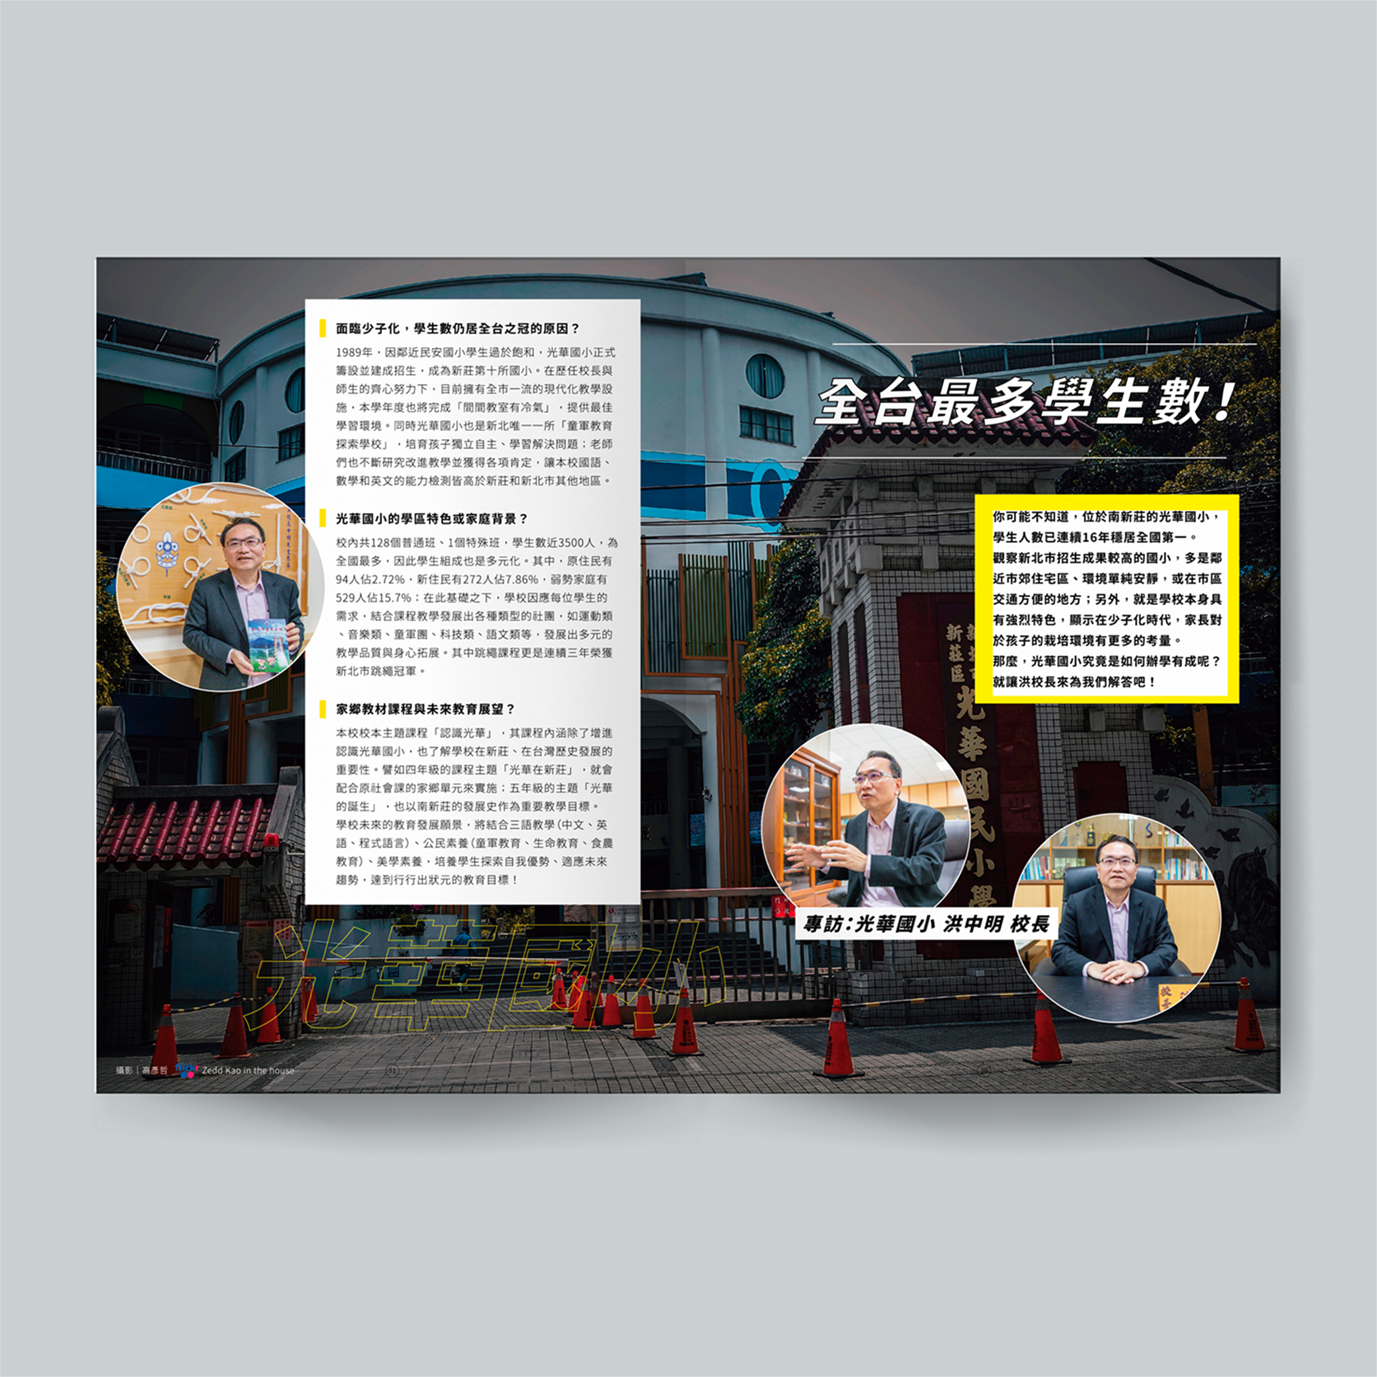 全台最多學生數！
你可能不知道，位於南新莊的光華國小，
學生人數已連續16年穩居全國第一。
觀察新北市招生成果較高的國小，多是鄰
近市郊住宅區、環境單純安靜，或在市區
交通方便的地方；另外，就是學校本身具
有強烈特色，顯示在少子化時代，家長對
於孩子的栽培環境有更多的考量。
那麼，光華國小究竟是如何辦學有成呢？
就讓洪校長來為我們解答吧！
新莊區
光華國民小學
專訪：光華國小 洪中明 校長
校長
面臨少子化，學生數仍居全台之冠的原因？
1989年，因鄰近民安國小學生過於飽和，光華國小正式
籌設並建成招生，成為新莊第十所國小。在歷任校長與
師生的齊心努力下，目前擁有全市一流的現代化教學設
施，本學年度也將完成「間間教室有冷氣」，提供最佳
學習環境。同時光華國小也是新北唯一一所「童軍教育
探索學校」，培育孩子獨立自主、學習解決問題；老師
們也不斷研究改進教學並獲得各項肯定，讓本校國語、
數學和英文的能力檢測皆高於新莊和新北市其他地區。
光華國小的學區特色或家庭背景？
校內共128個普通班、1個特殊班，學生數近3500人，為
全國最多，因此學生組成也是多元化。其中，原住民有
94人佔2.72%，新住民有272人佔7.86%，弱勢家庭有
529人佔15.7%；在此基礎之下，學校因應每位學生的
需求，結合課程教學發展出各種類型的社團，如運動類
、音樂類、童軍團、科技類、語文類等，發展出多元的
教學品質與身心拓展。其中跳繩課程更是連續三年榮獲
新北市跳繩冠軍。
家鄉教材課程與未來教育展望？
本校校本主題課程「認識光華」，其課程內涵除了增進
認識光華國小，也了解學校在新莊、在台灣歷史發展的
重要性。譬如四年級的課程主題「光華在新莊」，就會
配合原社會課的家鄉單元來實施；五年級的主題「光華
的誕生」，也以南新莊的發展史作為重要教學目標。
學校未來的教育發展願景，將結合三語教學（中文、英
語、程式語言）、公民素養（童軍教育、生命教育、食農
教育）、美學素養，培養學生探索自我優勢、適應未來
趨勢，達到行行出狀元的教育目標！
光華國小
攝影｜高彥哲 flickr Zedd Kao in the house